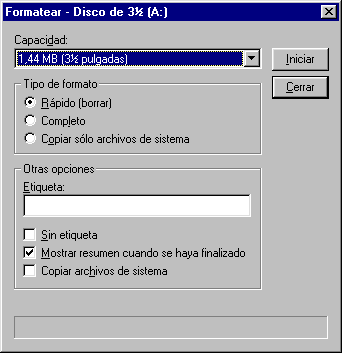 Formatear - Disco de 3½ (A:)
Capacidad:
1,44 MB (3½ pulgadas)
Iniciar
Cerrar
Tipo de formato
Rápido (borrar)
Completo
Copiar sólo archivos de sistema
Otras opciones
Etiqueta:
Sin etiqueta
Mostrar resumen cuando se haya finalizado
Copiar archivos de sistema